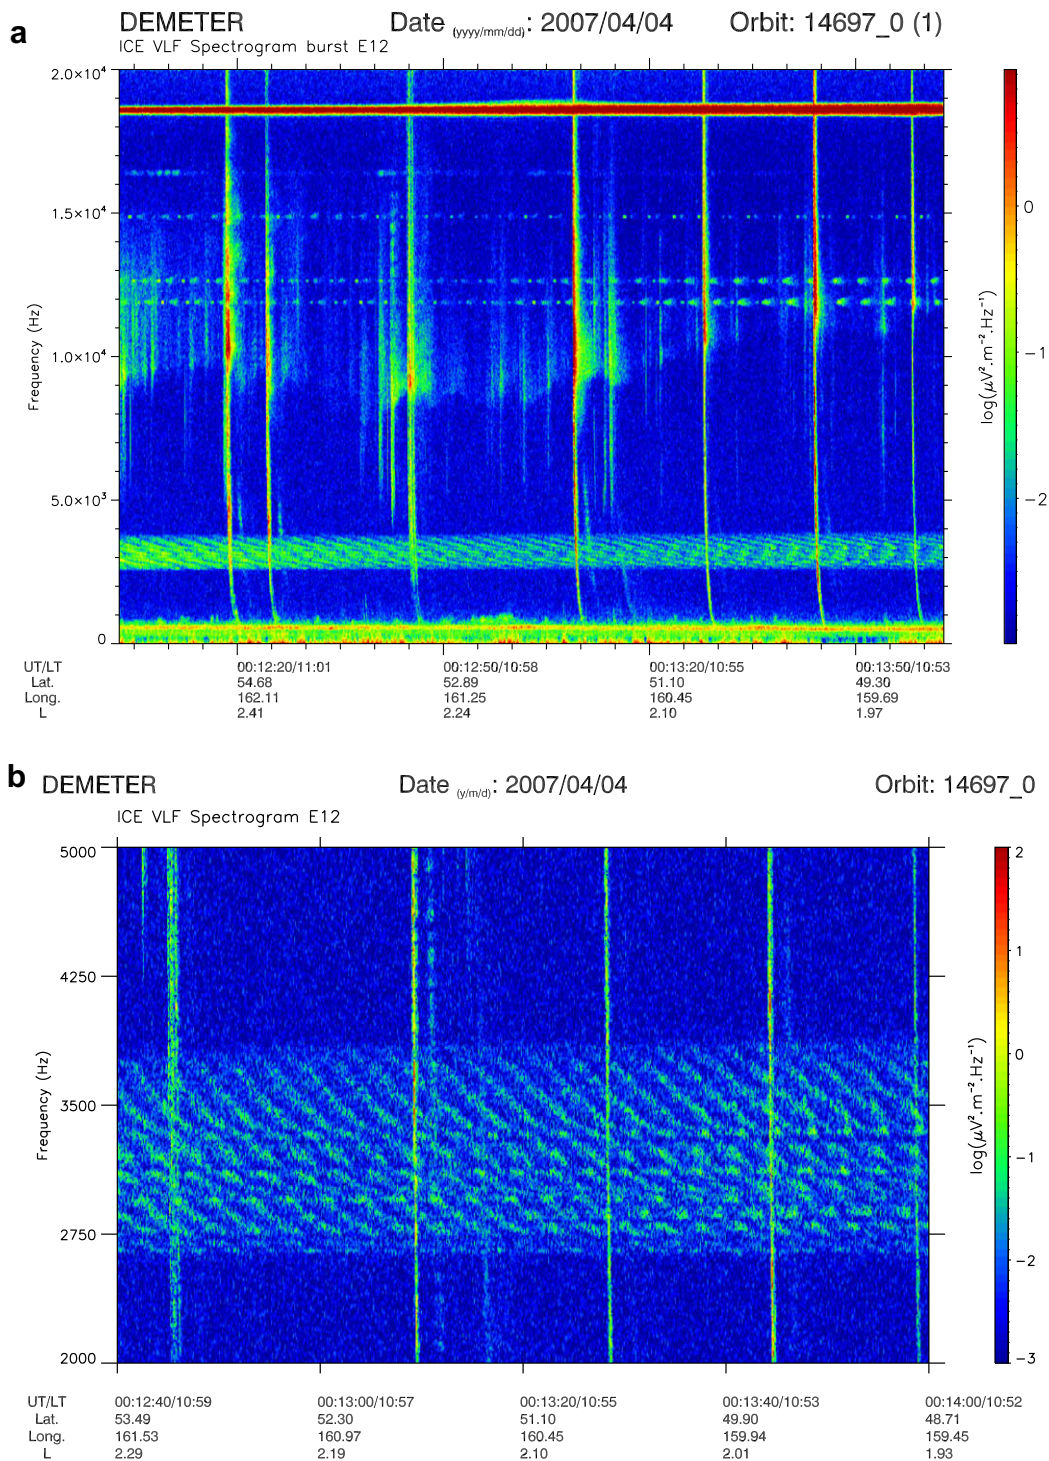 a
DEMETER Date (yyyy/mm/dd): 2007/04/04 Orbit: 14697_0 (1)
ICE VLF Spectrogram burst E12
2.0×10⁴
1.5×10⁴
1.0×10⁴
5.0×10³
0
Frequency (Hz)
0
−1
−2
log(μV².m⁻².Hz⁻¹)
UT/LT 00:12:20/11:01 00:12:50/10:58 00:13:20/10:55 00:13:50/10:53
Lat. 54.68 52.89 51.10 49.30
Long. 162.11 161.25 160.45 159.69
L 2.41 2.24 2.10 1.97
b
DEMETER Date (y/m/d): 2007/04/04 Orbit: 14697_0
ICE VLF Spectrogram E12
5000
4250
3500
2750
2000
Frequency (Hz)
2
1
0
−1
−2
−3
log(μV².m⁻².Hz⁻¹)
UT/LT 00:12:40/10:59 00:13:00/10:57 00:13:20/10:55 00:13:40/10:53 00:14:00/10:52
Lat. 53.49 52.30 51.10 49.90 48.71
Long. 161.53 160.97 160.45 159.94 159.45
L 2.29 2.19 2.10 2.01 1.93